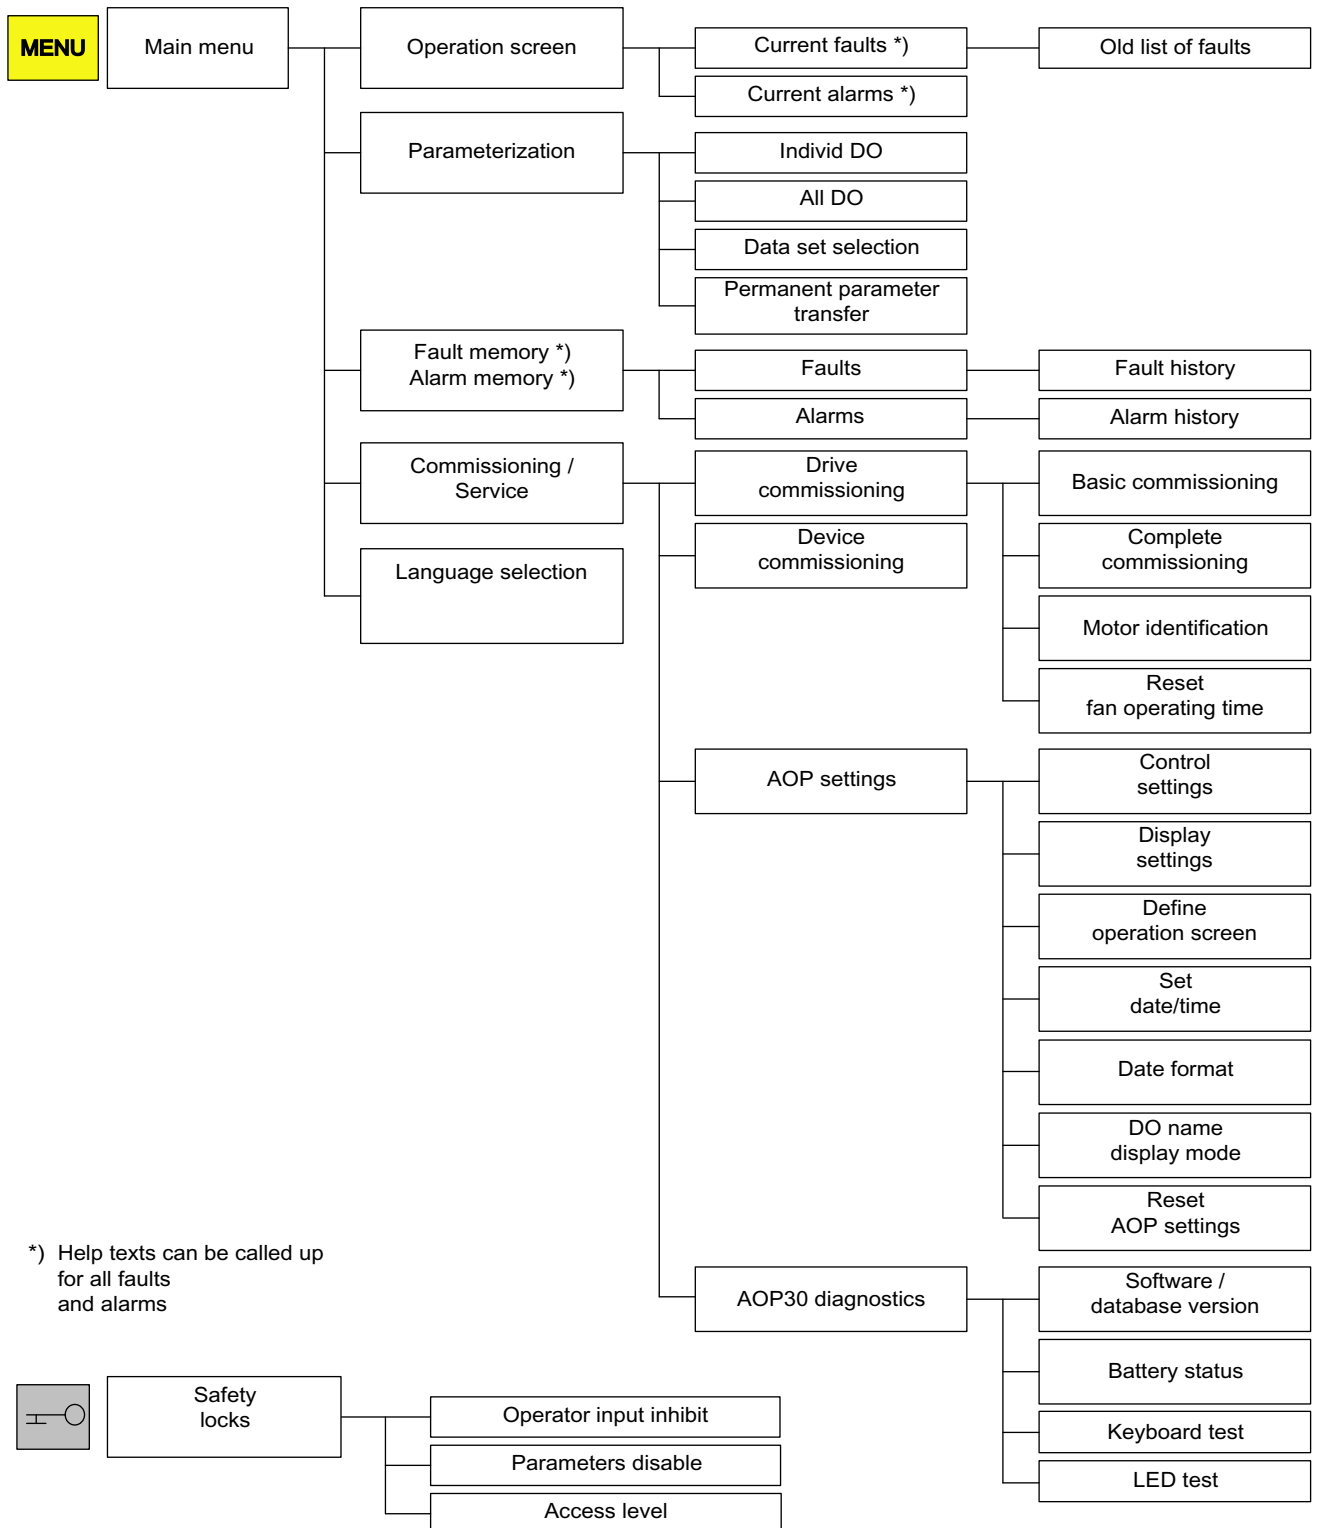 MENU
Main menu
Operation screen
Current faults *)
Old list of faults
Current alarms *)
Parameterization
Individ DO
All DO
Data set selection
Permanent parameter
transfer
Fault memory *)
Alarm memory *)
Faults
Fault history
Alarms
Alarm history
Commissioning /
Service
Drive
commissioning
Basic commissioning
Device
commissioning
Complete
commissioning
Language selection
Motor identification
Reset
fan operating time
AOP settings
Control
settings
Display
settings
Define
operation screen
Set
date/time
Date format
DO name
display mode
Reset
AOP settings
*) Help texts can be called up
for all faults
and alarms
AOP30 diagnostics
Software /
database version
Battery status
Keyboard test
LED test
Safety
locks
Operator input inhibit
Parameters disable
Access level